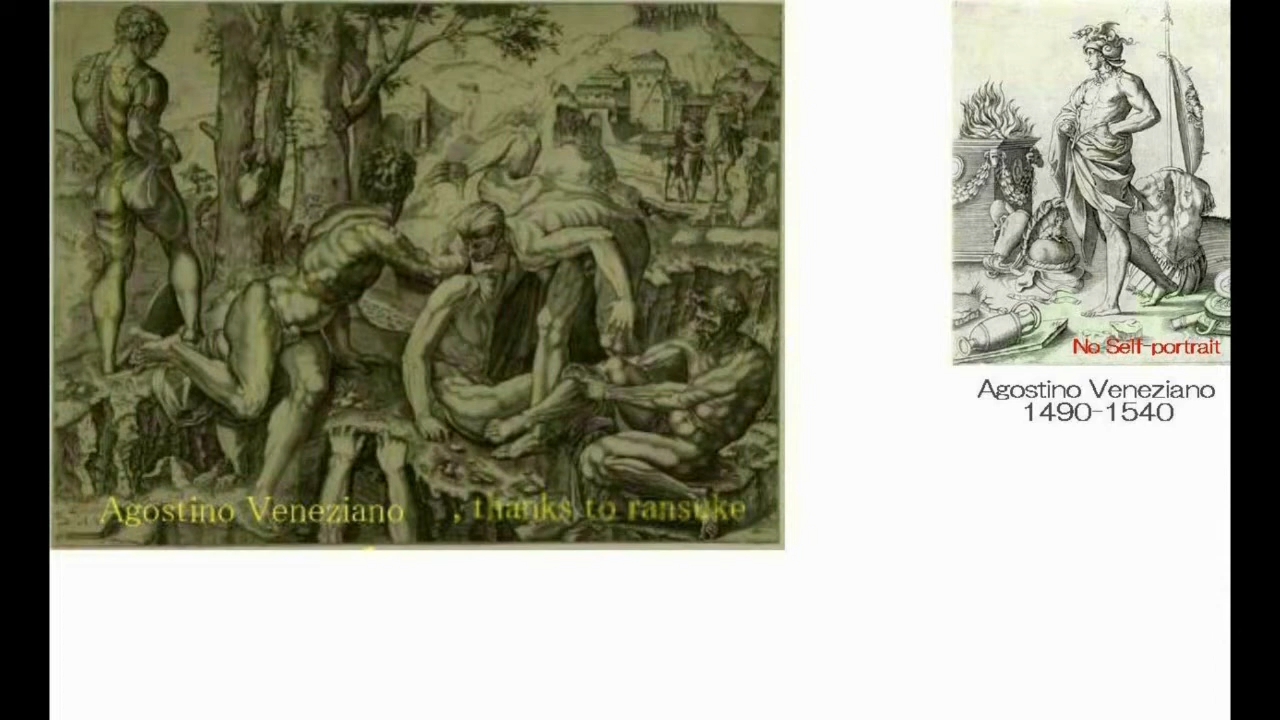 Agostino Veneziano , thanks to ransuke
No Self-portrait
Agostino Veneziano
1490-1540